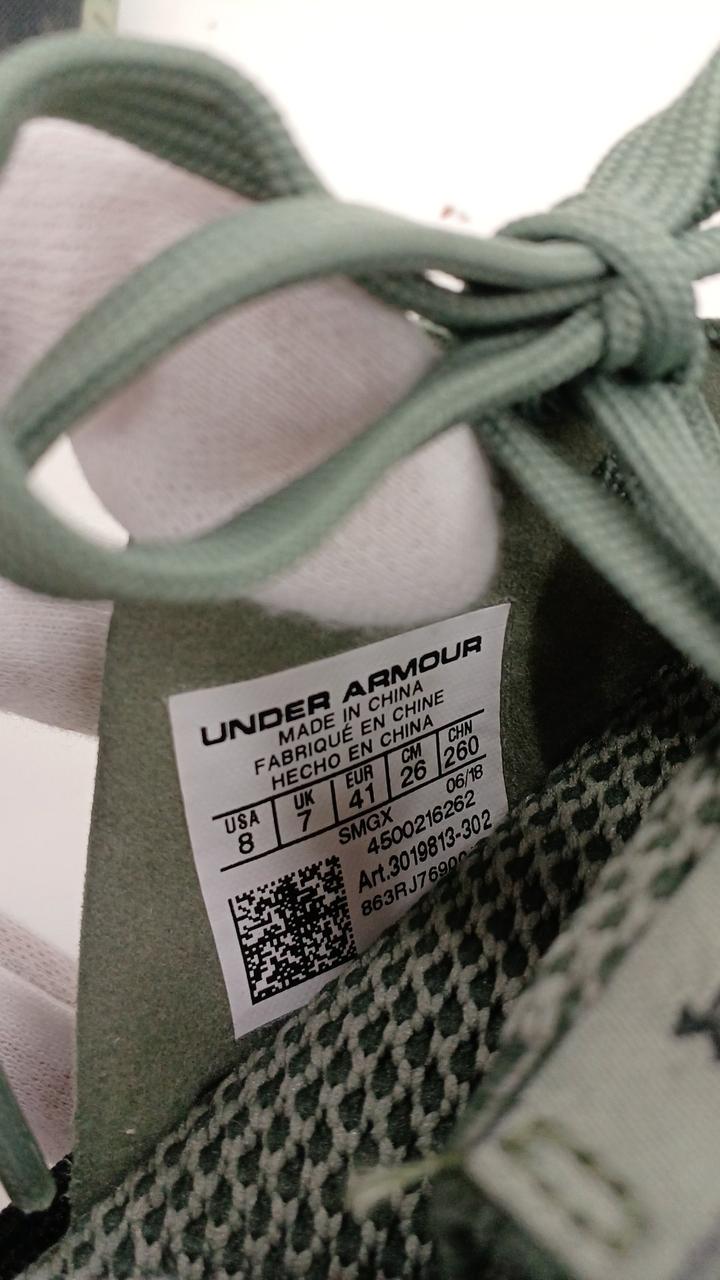 UNDER ARMOUR
MADE IN CHINA
FABRIQUÉ EN CHINE
HECHO EN CHINA
USA UK EUR CM CHN
8 7 41 26 260
SMGX 06/18
4500216262
Art.3019813-302